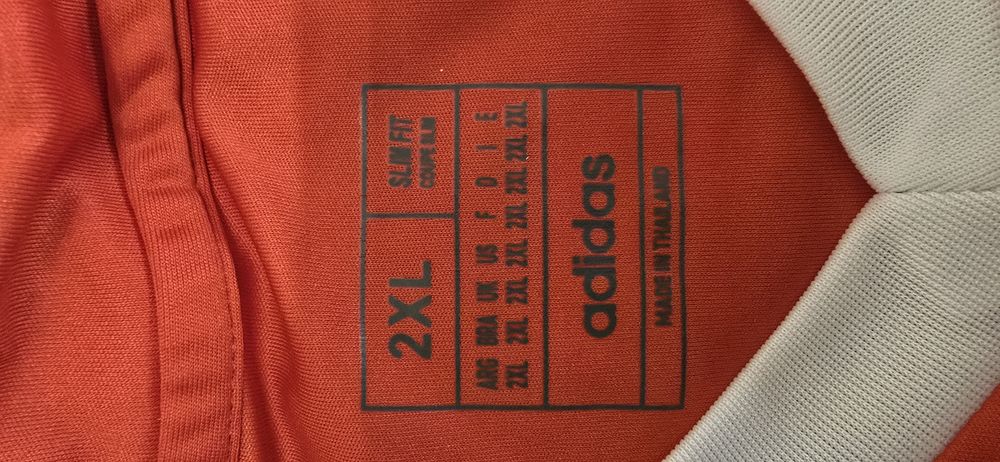 2XL
SLIM FIT
COUPE SLIM
ARG BRA UK US F D I E
2XL 2XL 2XL 2XL 2XL 2XL 2XL 2XL
adidas
MADE IN THAILAND